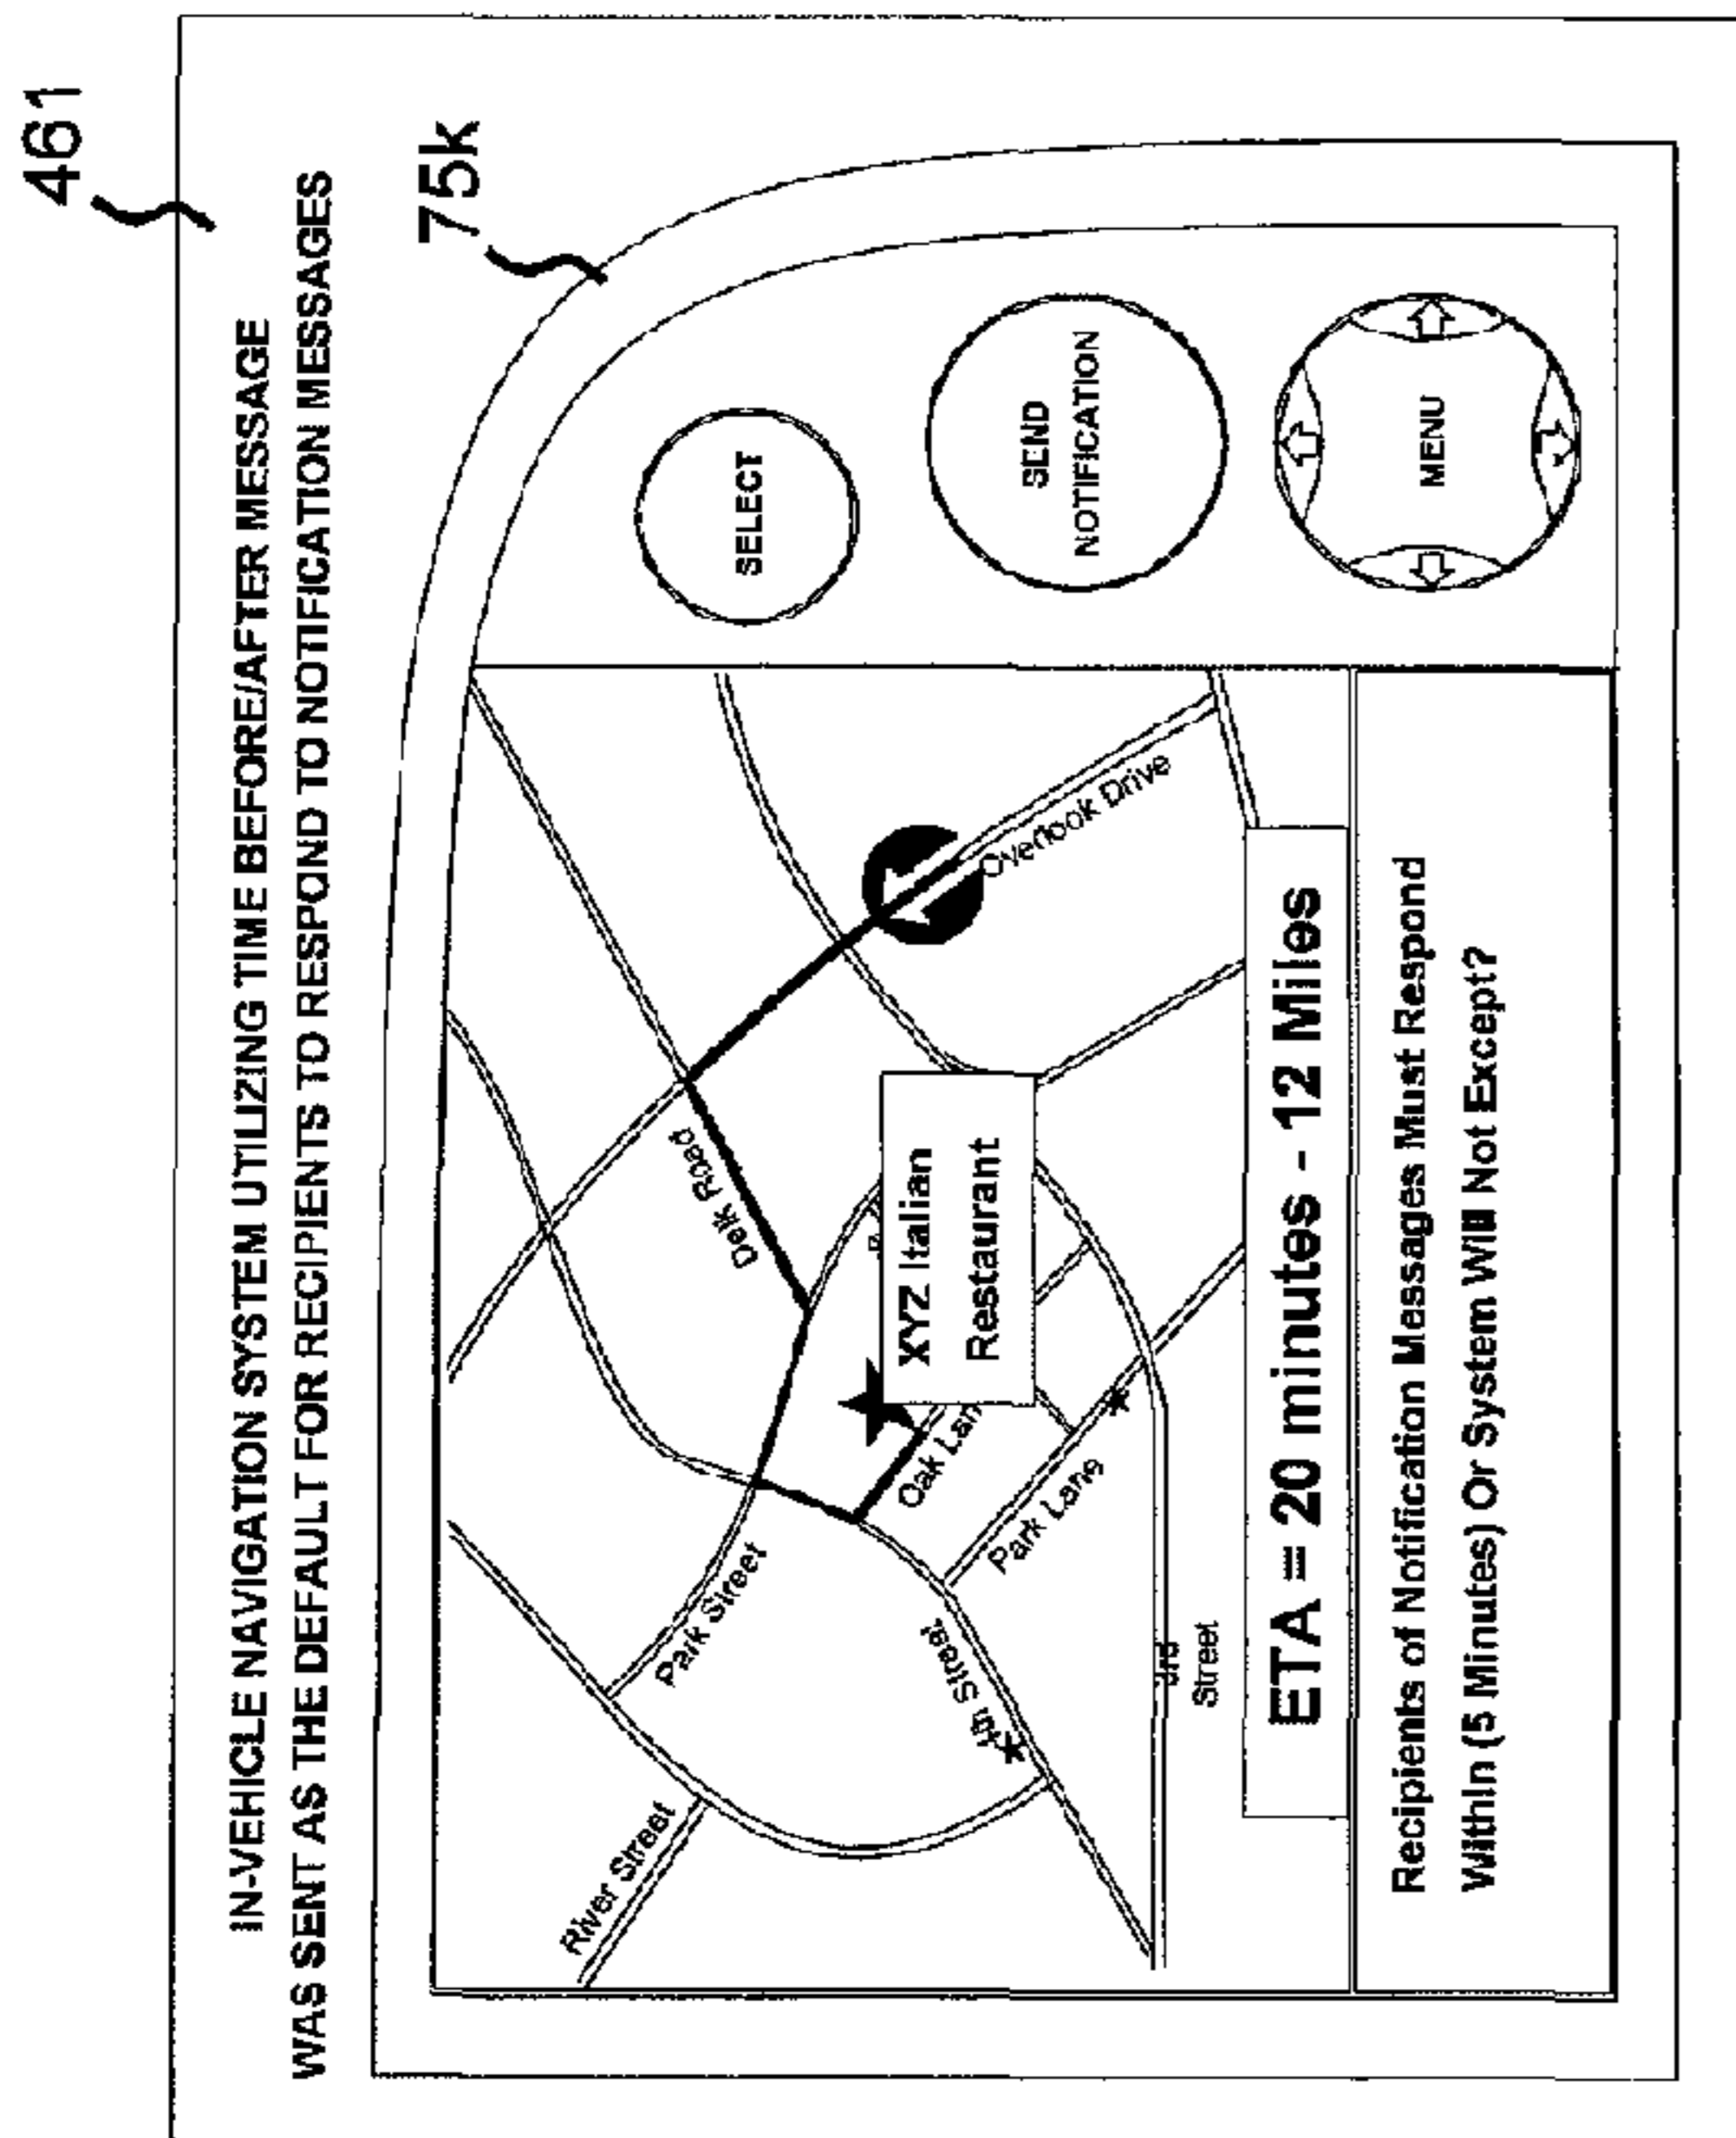 461
IN-VEHICLE NAVIGATION SYSTEM UTILIZING TIME BEFORE/AFTER MESSAGE
WAS SENT AS THE DEFAULT FOR RECIPIENTS TO RESPOND TO NOTIFICATION MESSAGES
75k
River Street
Park Street
Delk Road
Overlook Drive
XYZ Italian
Restaurant
Oak Lan
Park Lane
4th Street
Street
ETA = 20 minutes - 12 Miles
Recipients of Notification Messages Must Respond
Within (5 Minutes) Or System Will Not Except?
SELECT
SEND
NOTIFICATION
MENU